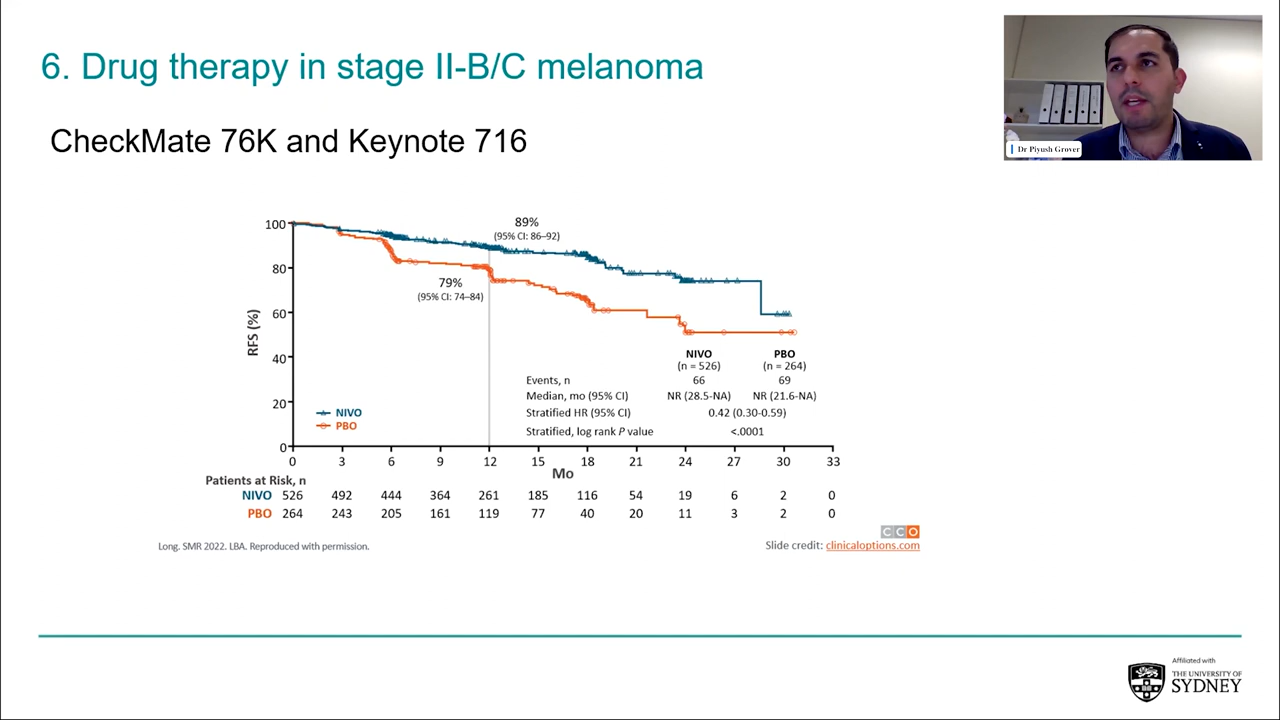 6. Drug therapy in stage II-B/C melanoma
Dr Piyush Grover
CheckMate 76K and Keynote 716
RFS (%)
100
80
60
40
20
0
89%
(95% CI: 86–92)
79%
(95% CI: 74–84)
NIVO
PBO
NIVO PBO
(n = 526) (n = 264)
Events, n 66 69
Median, mo (95% CI) NR (28.5-NA) NR (21.6-NA)
Stratified HR (95% CI) 0.42 (0.30-0.59)
Stratified, log rank P value <.0001
0 3 6 9 12 15 18 21 24 27 30 33
Mo
Patients at Risk, n
NIVO 526 492 444 364 261 185 116 54 19 6 2 0
PBO 264 243 205 161 119 77 40 20 11 3 2 0
CCO
Long. SMR 2022. LBA. Reproduced with permission.
Slide credit: clinicaloptions.com
Affiliated with
THE UNIVERSITY OF
SYDNEY